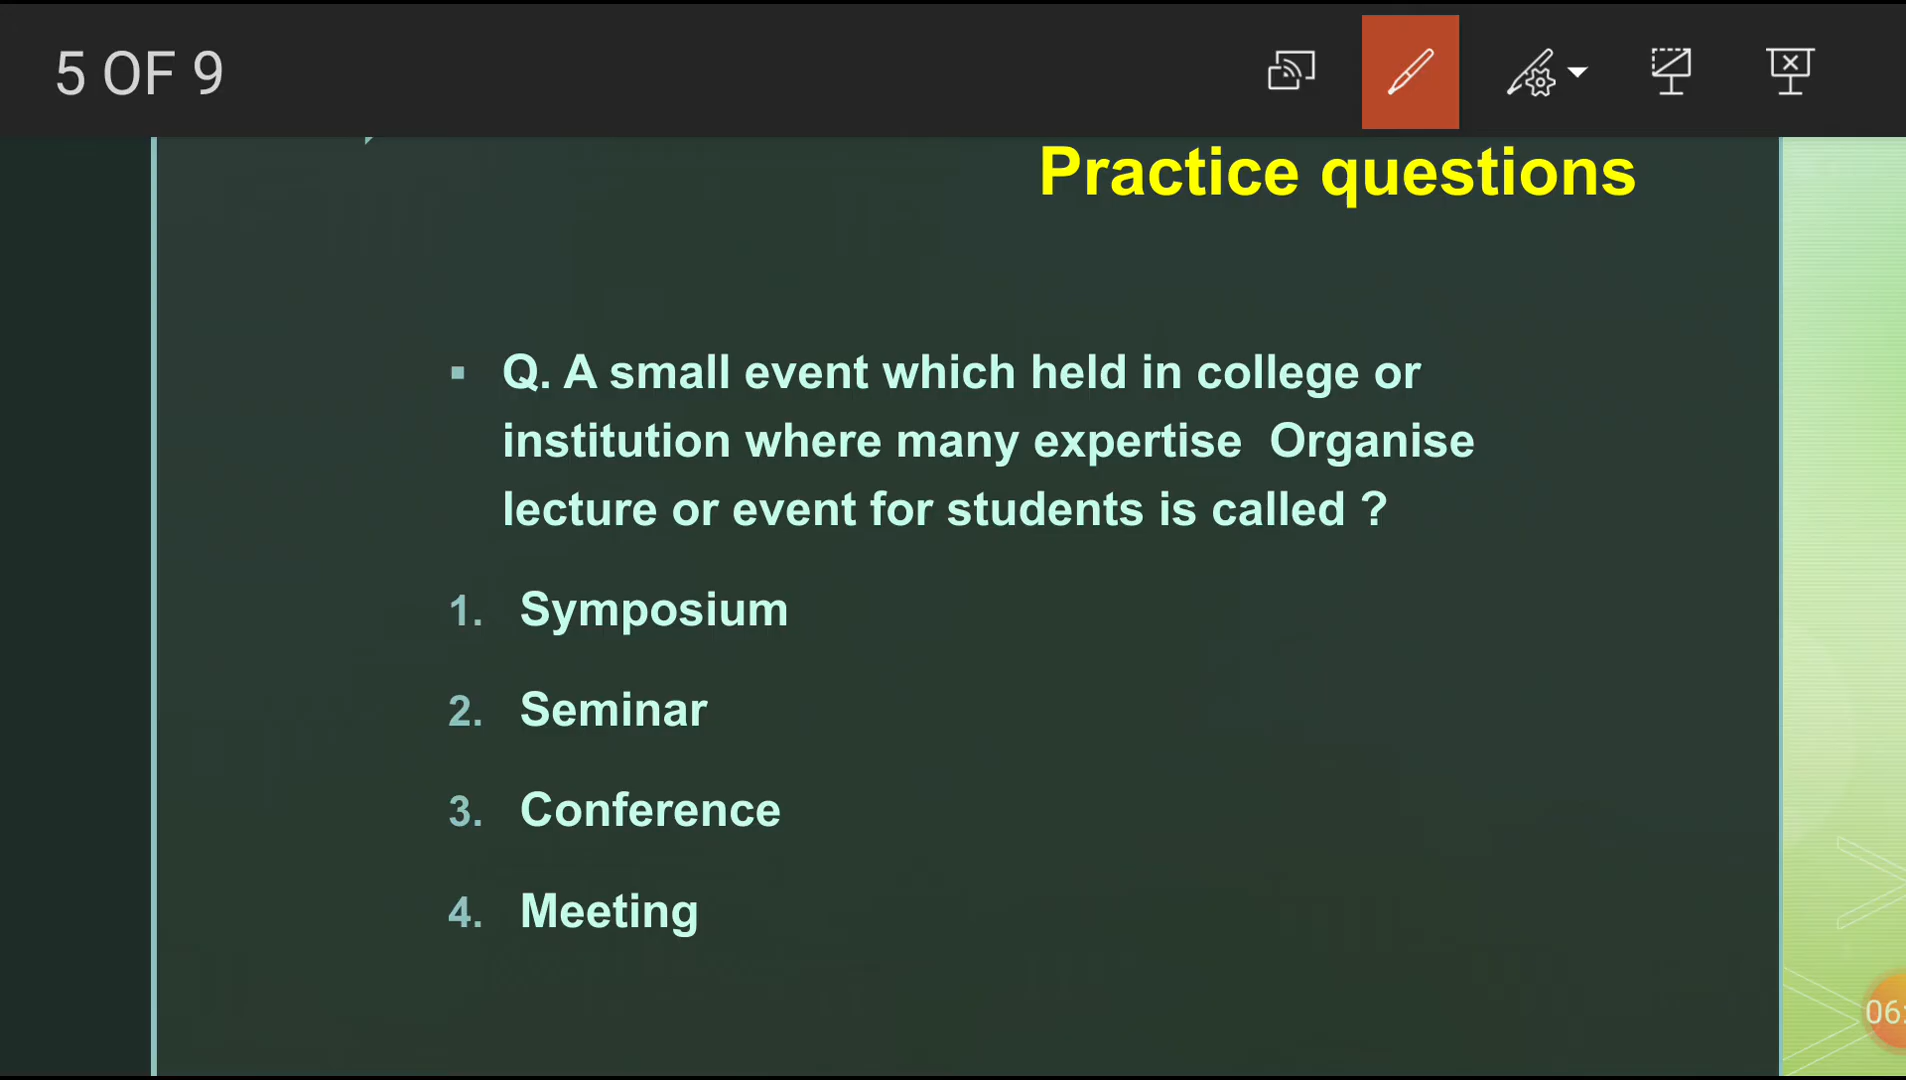 5 OF 9
Practice questions
Q. A small event which held in college or
institution where many expertise Organise
lecture or event for students is called ?
1. Symposium
2. Seminar
3. Conference
4. Meeting
06: